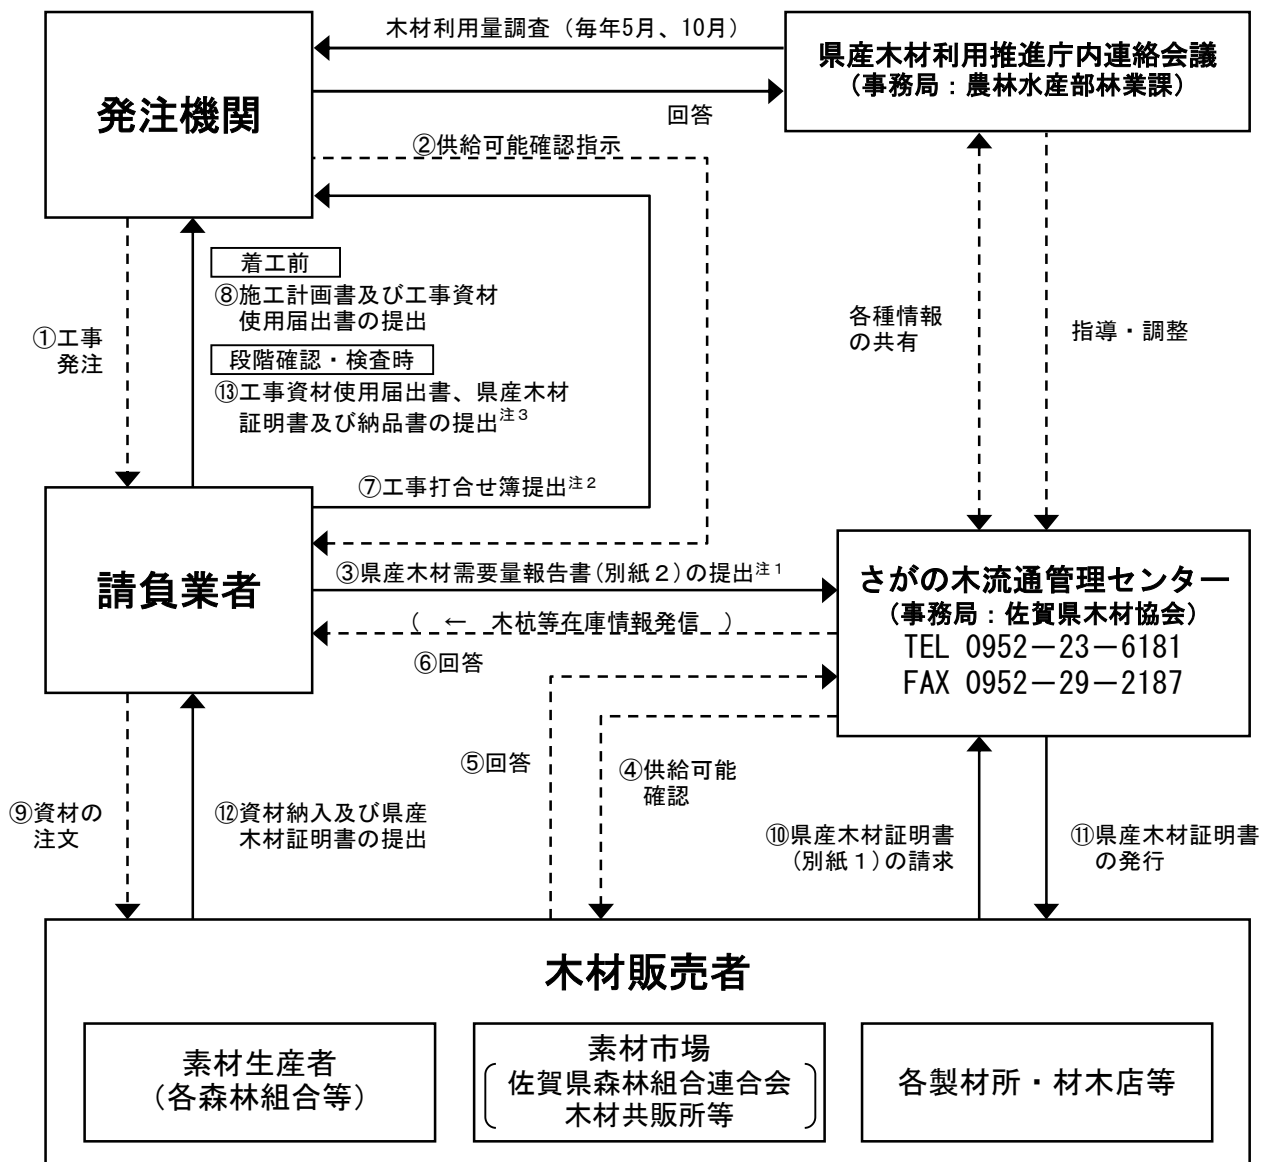 木材利用量調査（毎年5月、10月）
発注機関
県産木材利用推進庁内連絡会議
（事務局：農林水産部林業課）
回答
②供給可能確認指示
着工前
⑧施工計画書及び工事資材
使用届出書の提出
段階確認・検査時
⑬工事資材使用届出書、県産木材
証明書及び納品書の提出注３
①工事
発注
各種情報
の共有
指導・調整
⑦工事打合せ簿提出注２
請負業者
③県産木材需要量報告書(別紙２)の提出注１
（　←　木杭等在庫情報発信　）
⑥回答
さがの木流通管理センター
（事務局：佐賀県木材協会）
TEL 0952－23－6181
FAX 0952－29－2187
⑤回答
④供給可能
確認
⑨資材の
注文
⑫資材納入及び県産
木材証明書の提出
⑩県産木材証明書
(別紙１)の請求
⑪県産木材証明書
の発行
木材販売者
素材生産者
（各森林組合等）
素材市場
佐賀県森林組合連合会
木材共販所等
各製材所・材木店等